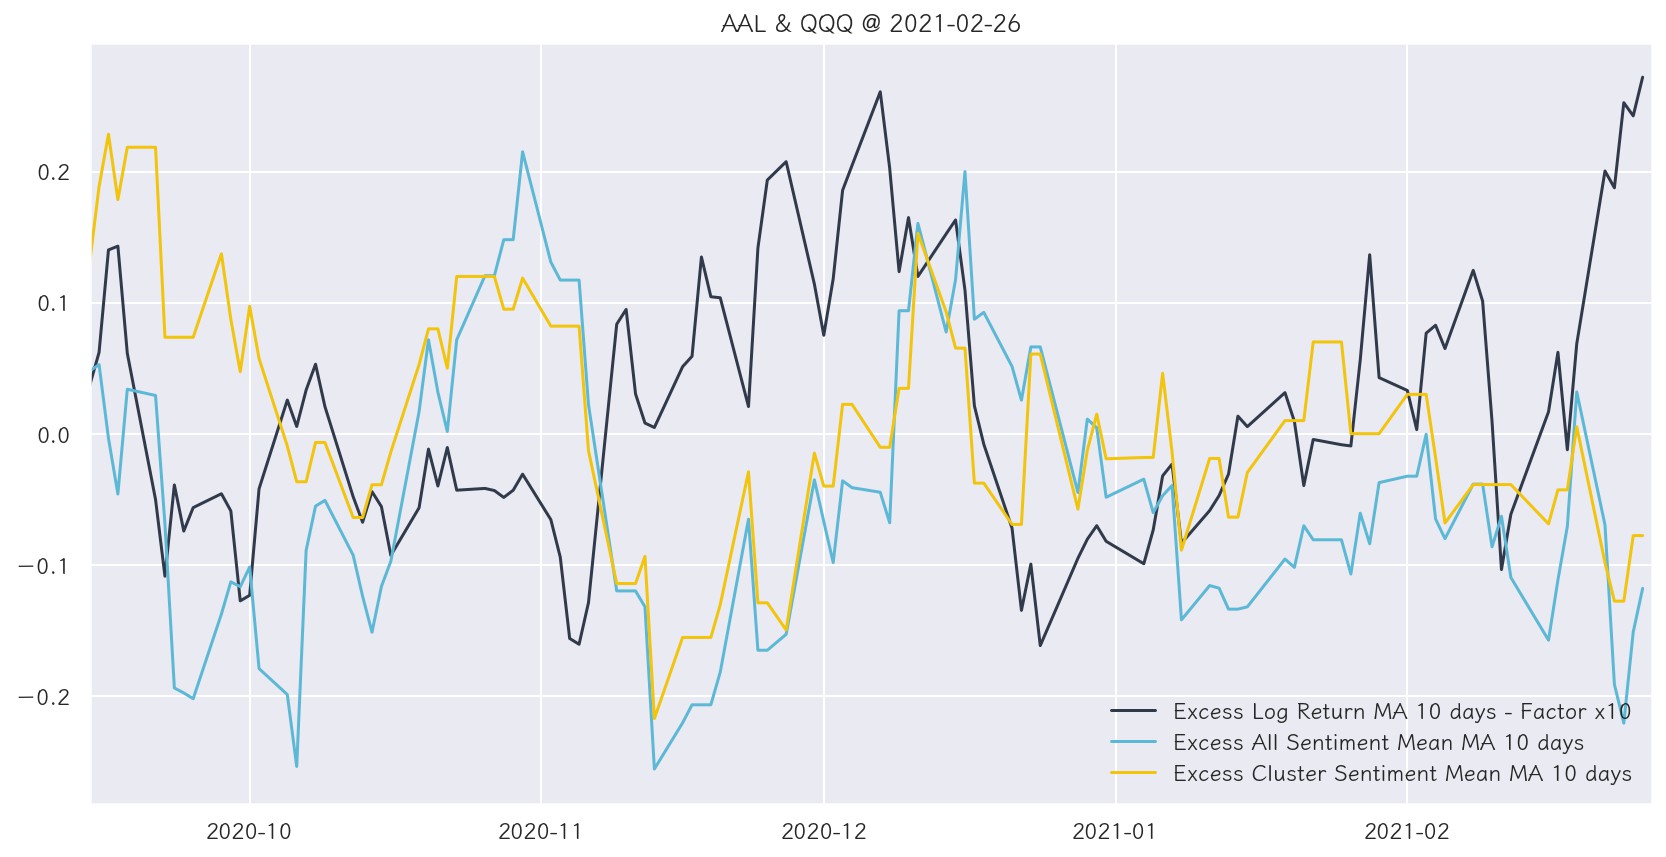 AAL & QQQ @ 2021-02-26
0.2
0.1
0.0
−0.1
−0.2
Excess Log Return MA 10 days - Factor x10
Excess All Sentiment Mean MA 10 days
Excess Cluster Sentiment Mean MA 10 days
2020-10 2020-11 2020-12 2021-01 2021-02